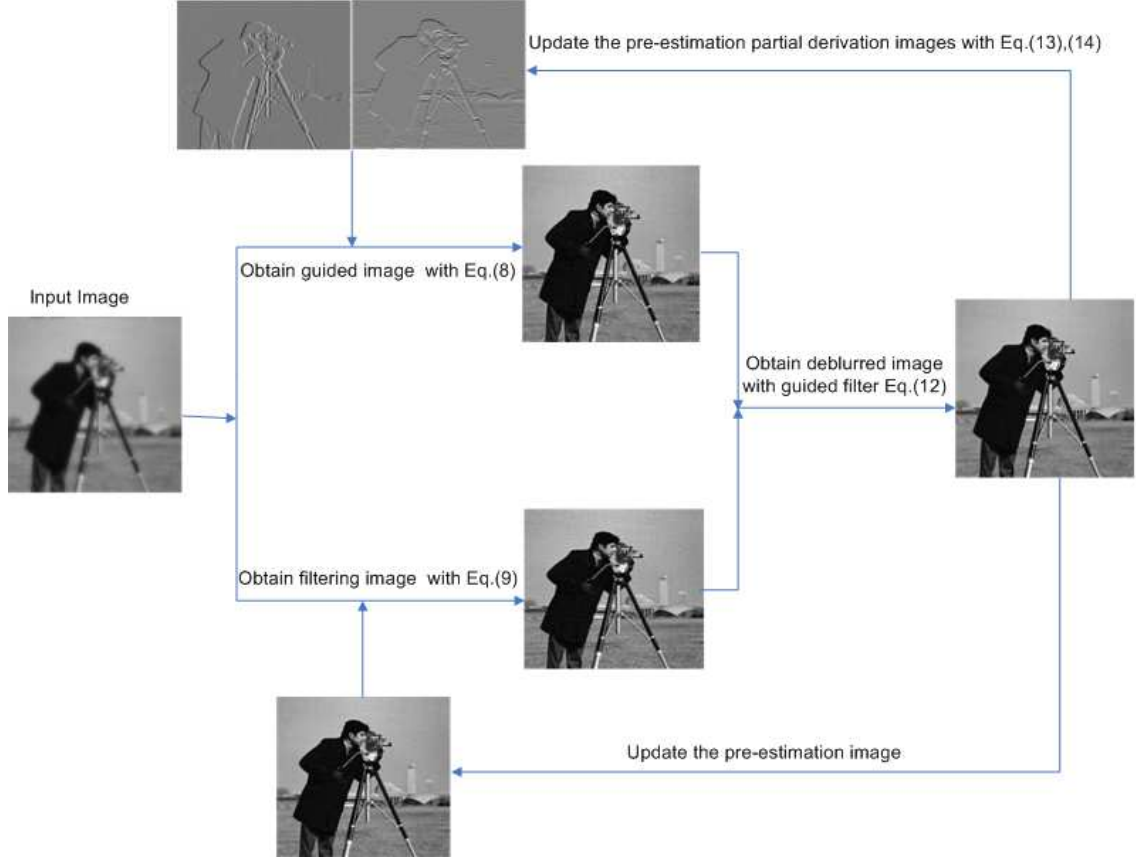 Update the pre-estimation partial derivation images with Eq.(13),(14)
Obtain guided image with Eq.(8)
Input Image
Obtain deblurred image
with guided filter Eq.(12)
Obtain filtering image with Eq.(9)
Update the pre-estimation image